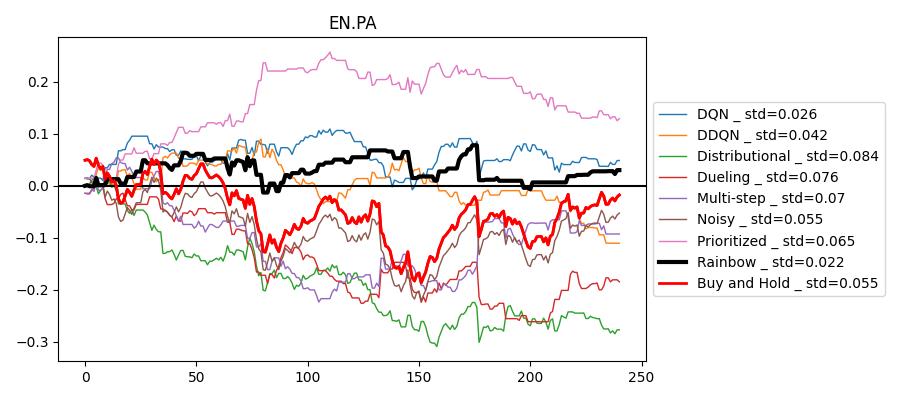 EN.PA
0.2
0.1
0.0
−0.1
−0.2
−0.3
0 50 100 150 200 250
DQN _ std=0.026
DDQN _ std=0.042
Distributional _ std=0.084
Dueling _ std=0.076
Multi-step _ std=0.07
Noisy _ std=0.055
Prioritized _ std=0.065
Rainbow _ std=0.022
Buy and Hold _ std=0.055